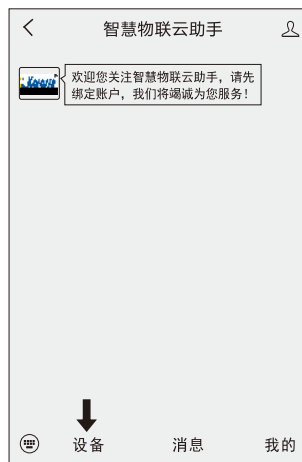 智慧物联云助手
欢迎您关注智慧物联云助手，请先
绑定账户，我们将竭诚为您服务！
设备
消息
我的